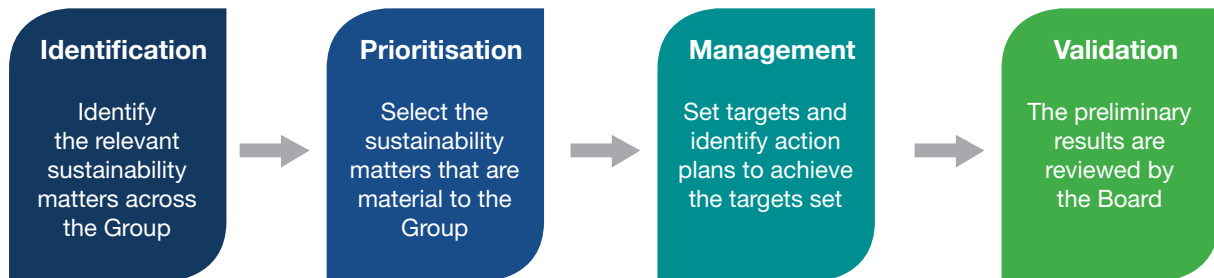 Identification
Identify
the relevant
sustainability
matters across
the Group
Prioritisation
Select the
sustainability
matters that are
material to the
Group
Management
Set targets and
identify action
plans to achieve
the targets set
Validation
The preliminary
results are
reviewed by
the Board